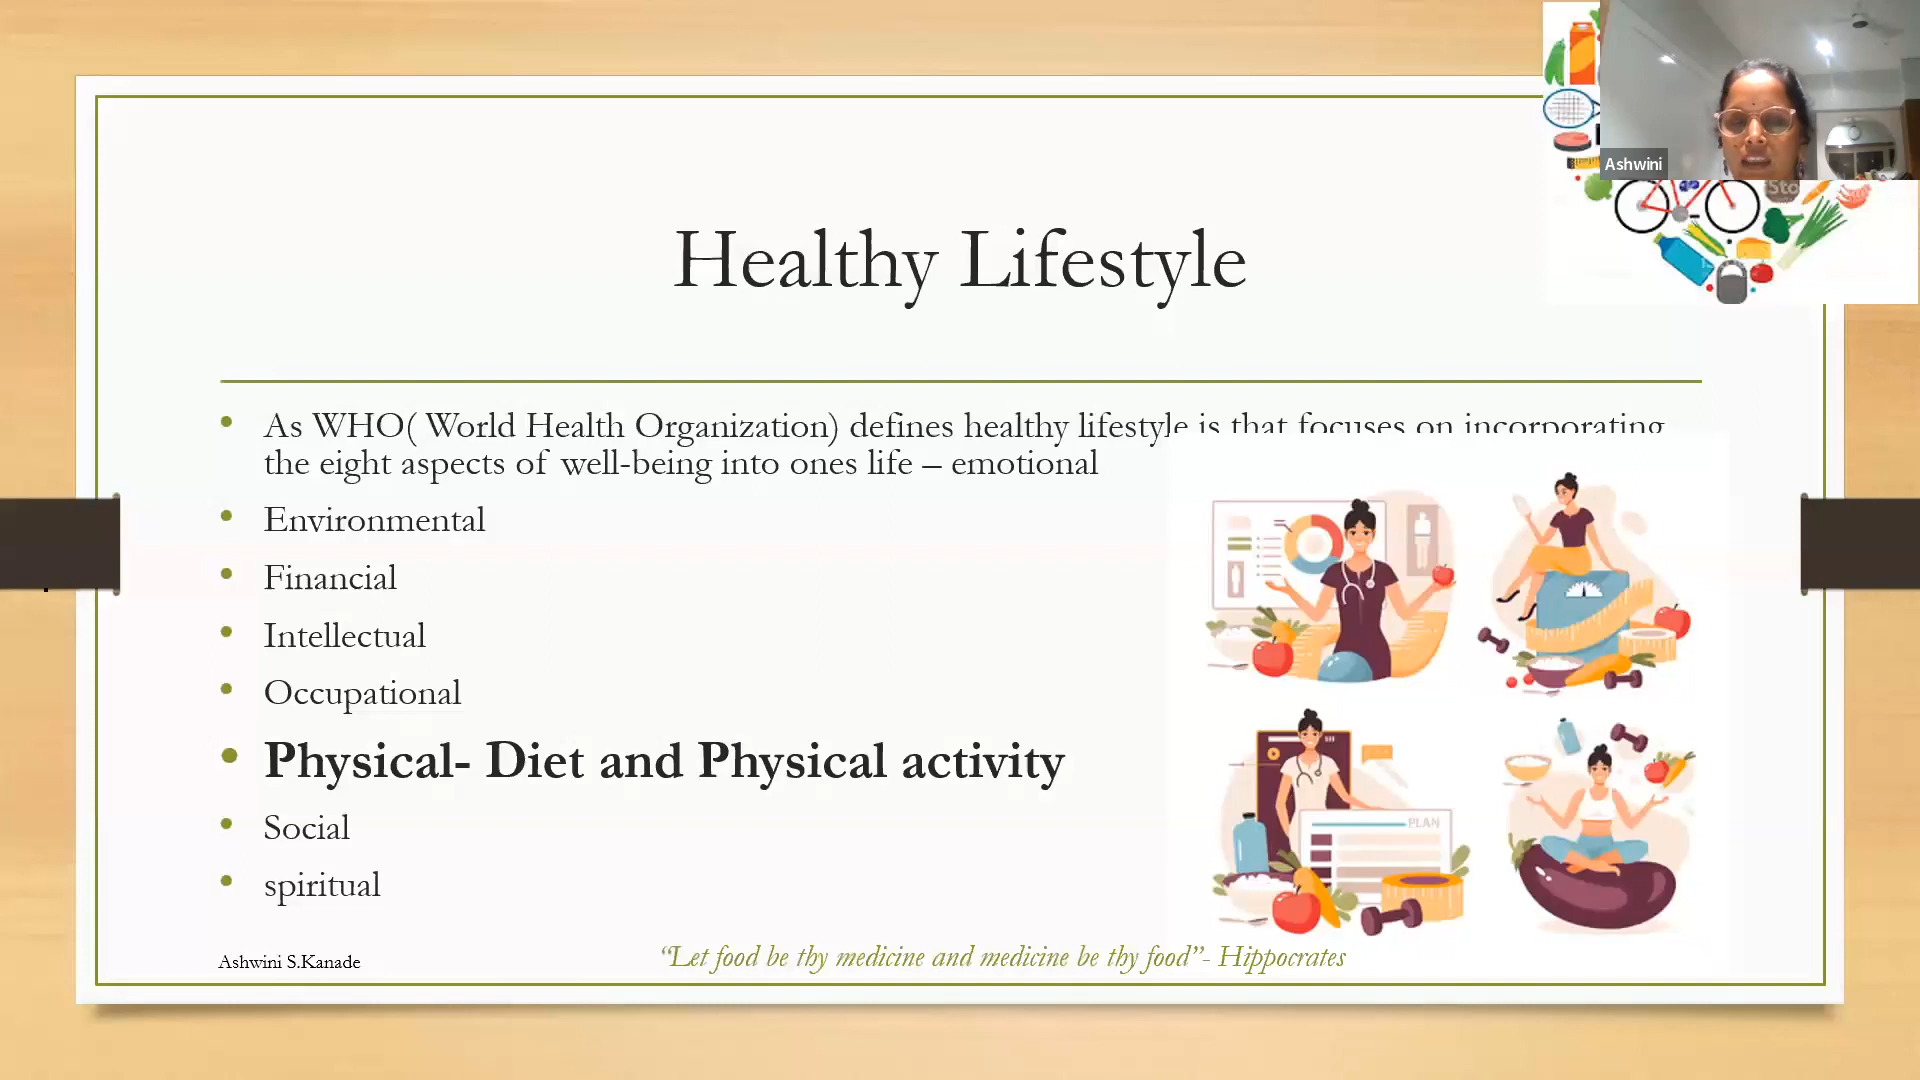 Ashwini
Sto
Healthy Lifestyle
As WHO( World Health Organization) defines healthy lifestyle is that focuses on incorporating
the eight aspects of well-being into ones life – emotional
Environmental
Financial
Intellectual
Occupational
Physical- Diet and Physical activity
Social
spiritual
PLAN
Ashwini S.Kanade
“Let food be thy medicine and medicine be thy food”- Hippocrates